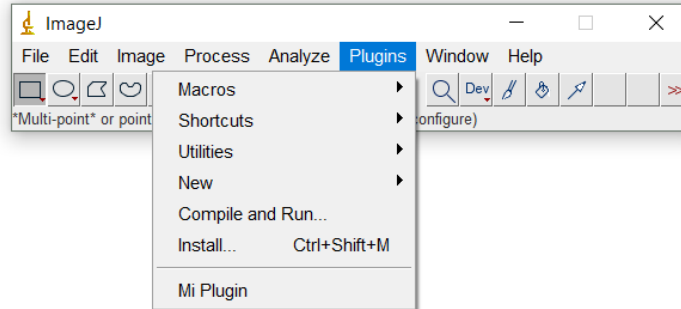 ImageJ
File Edit Image Process Analyze Plugins Window Help
Dev
*Multi-point* or point onfigure)
Macros
Shortcuts
Utilities
New
Compile and Run...
Install... Ctrl+Shift+M
Mi Plugin